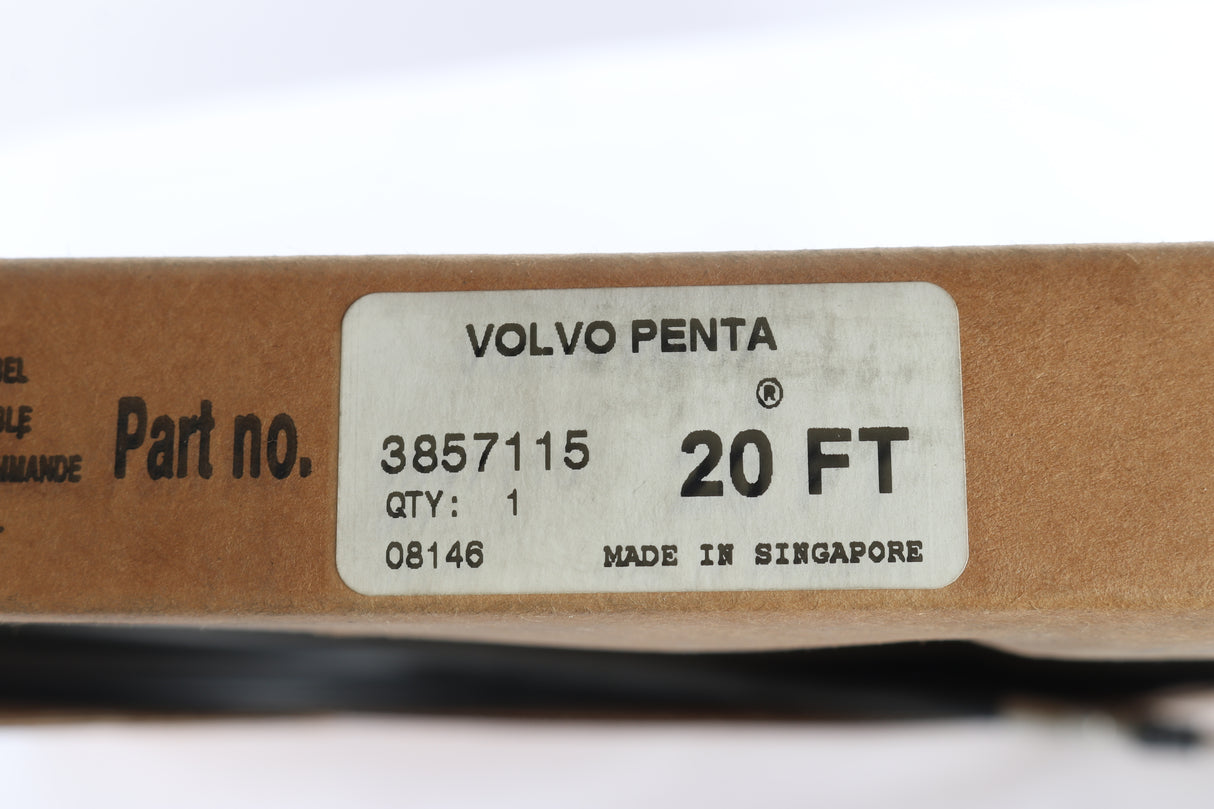 Part no.
VOLVO PENTA
®
3857115 20 FT
QTY: 1
08146 MADE IN SINGAPORE